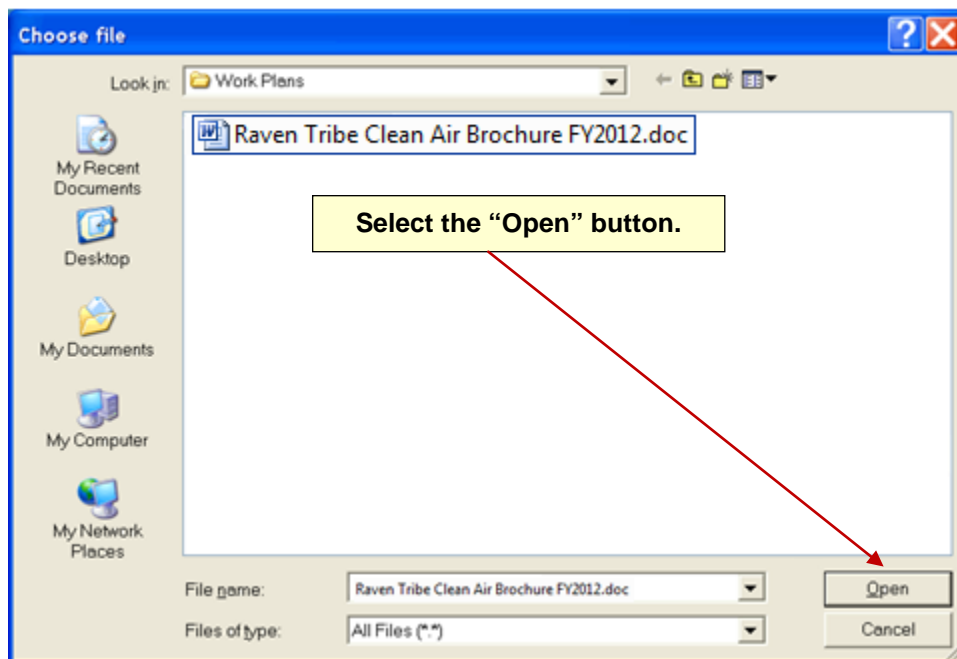 Choose file
Look in:
Work Plans
Raven Tribe Clean Air Brochure FY2012.doc
My Recent
Documents
Select the “Open” button.
Desktop
My Documents
My Computer
My Network
Places
File name:
Raven Tribe Clean Air Brochure FY2012.doc
Open
Files of type:
All Files (*.*)
Cancel